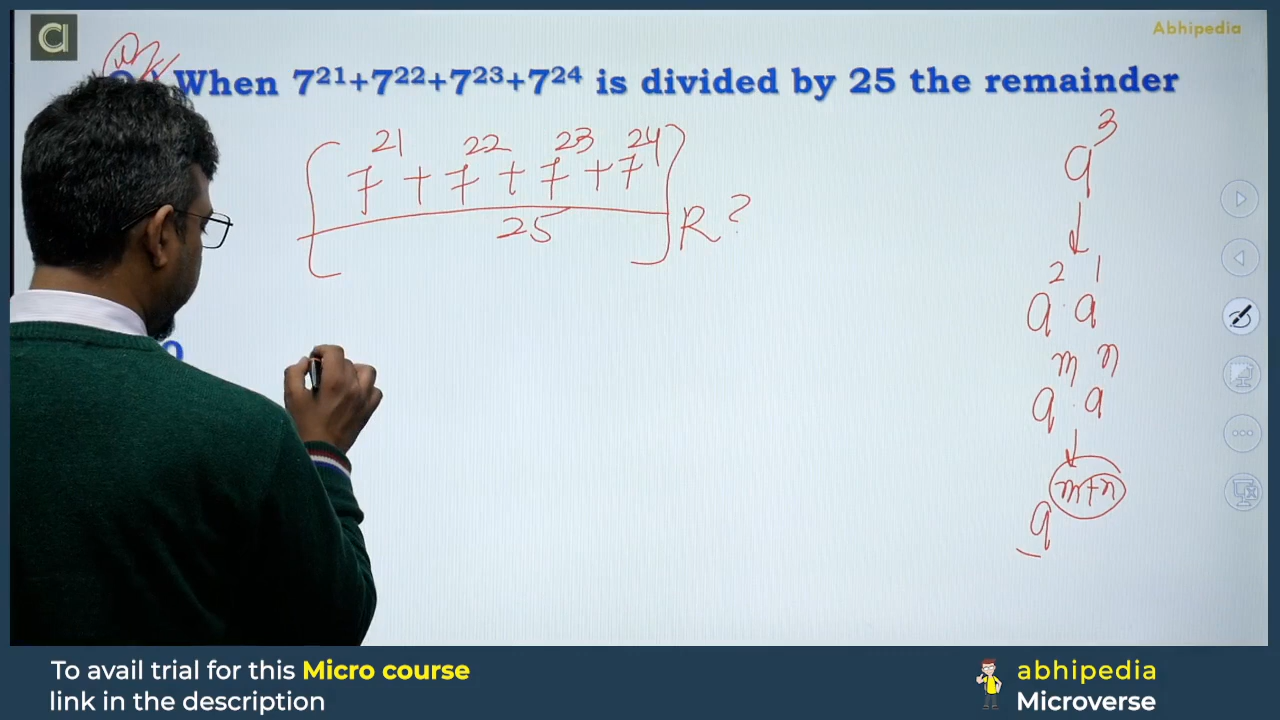 Abhipedia
When 7²¹+7²²+7²³+7²⁴ is divided by 25 the remainder
[7²¹ + 7²² + 7²³ + 7²⁴
25] R ?
a³
a² · a¹
aᵐ · aⁿ
aᵐ⁺ⁿ
To avail trial for this Micro course
link in the description
abhipedia
Microverse